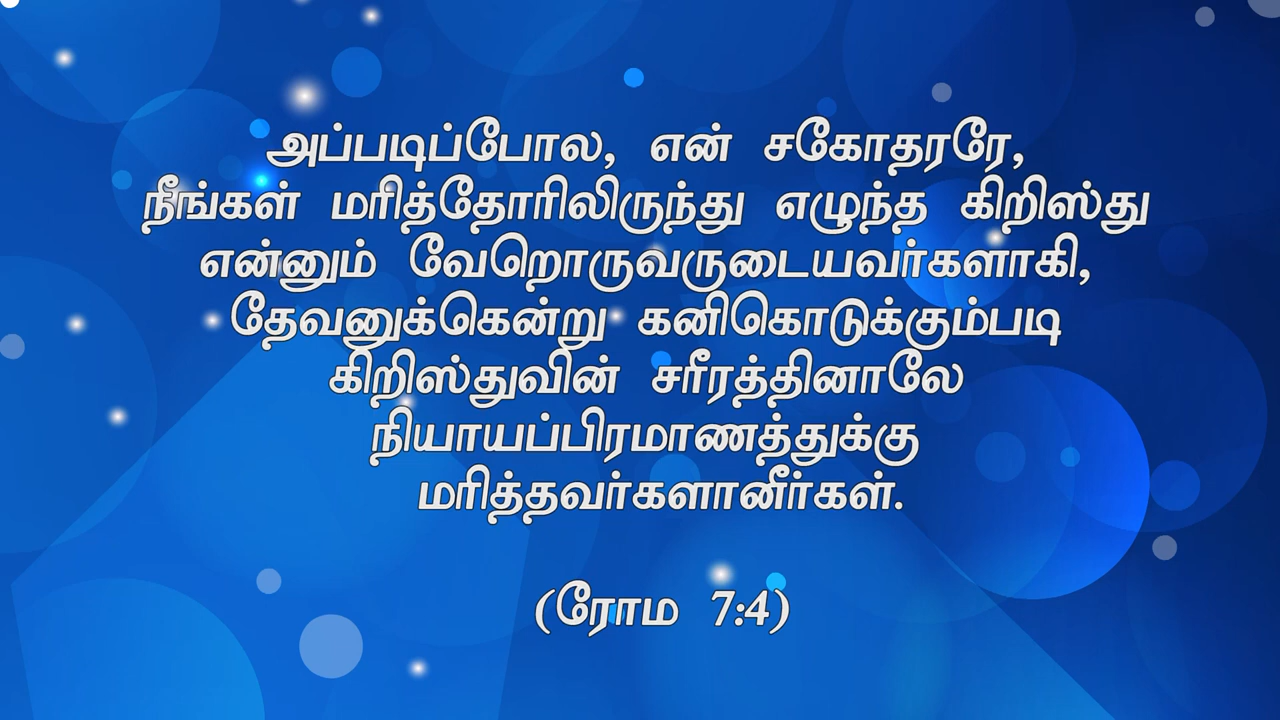 அப்படிப்போல, என் சகோதரரே,
நீங்கள் மரித்தோரிலிருந்து எழுந்த கிறிஸ்து
என்னும் வேறொருவருடையவர்களாகி,
தேவனுக்கென்று கனிகொடுக்கும்படி
கிறிஸ்துவின் சரீரத்தினாலே
நியாயப்பிரமாணத்துக்கு
மரித்தவர்களானீர்கள்.
(ரோம 7:4)